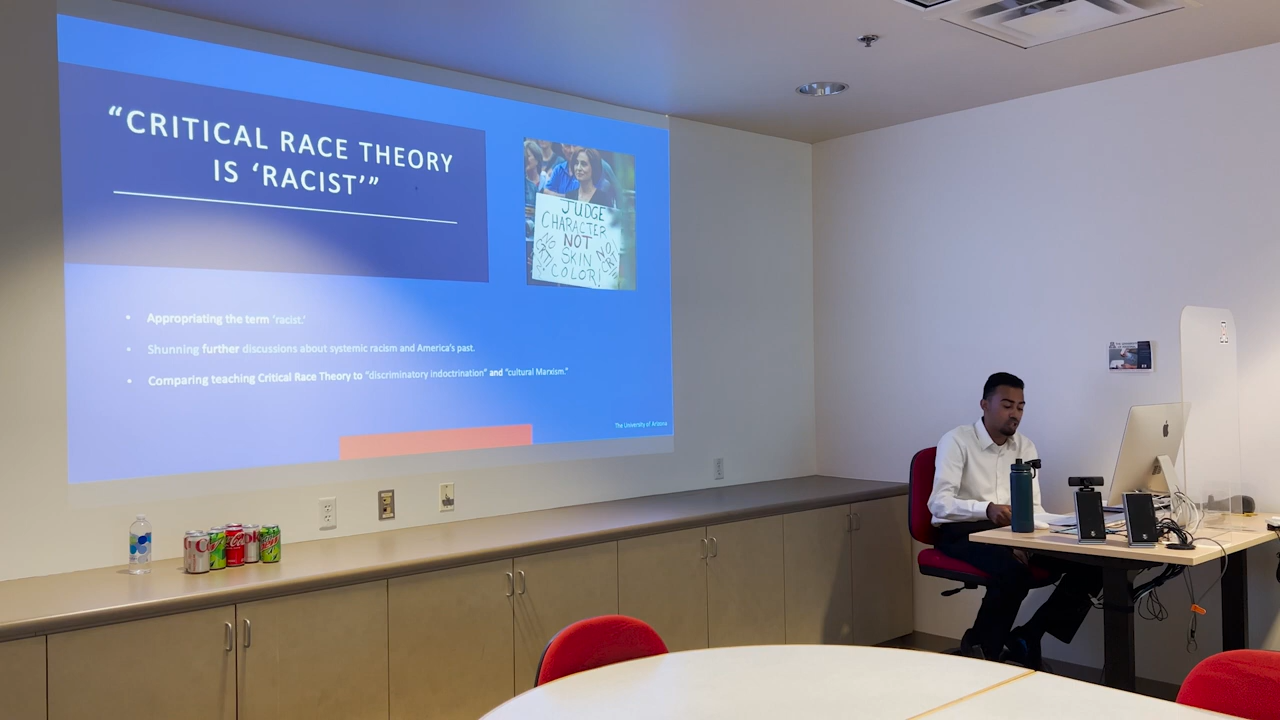 “CRITICAL RACE THEORY
IS ‘RACIST’”
JUDGE
CHARACTER
NOT
SKIN
COLOR!
NO
CRT!
• Appropriating the term ‘racist.’
• Shunning further discussions about systemic racism and America’s past.
• Comparing teaching Critical Race Theory to “discriminatory indoctrination” and “cultural Marxism.”
The University of Arizona